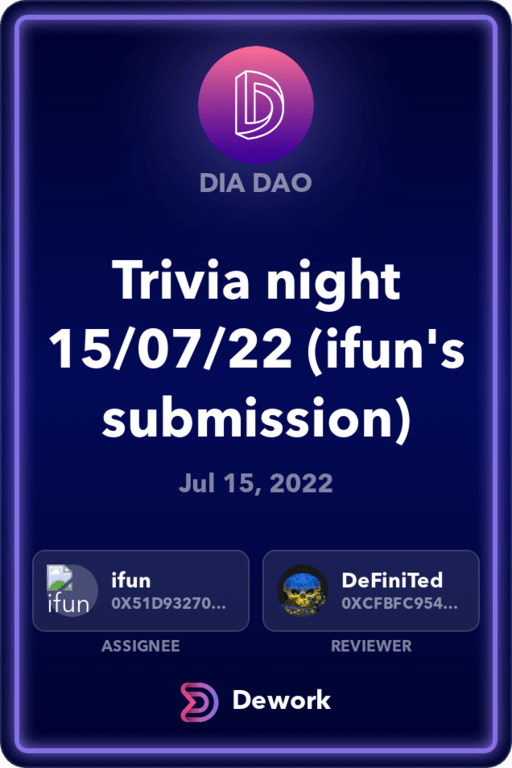 DIA DAO
Trivia night
15/07/22 (ifun's
submission)
Jul 15, 2022
ifun
ifun
0X51D93270...
ASSIGNEE
DeFiniTed
0XCFBFC954...
REVIEWER
Dework